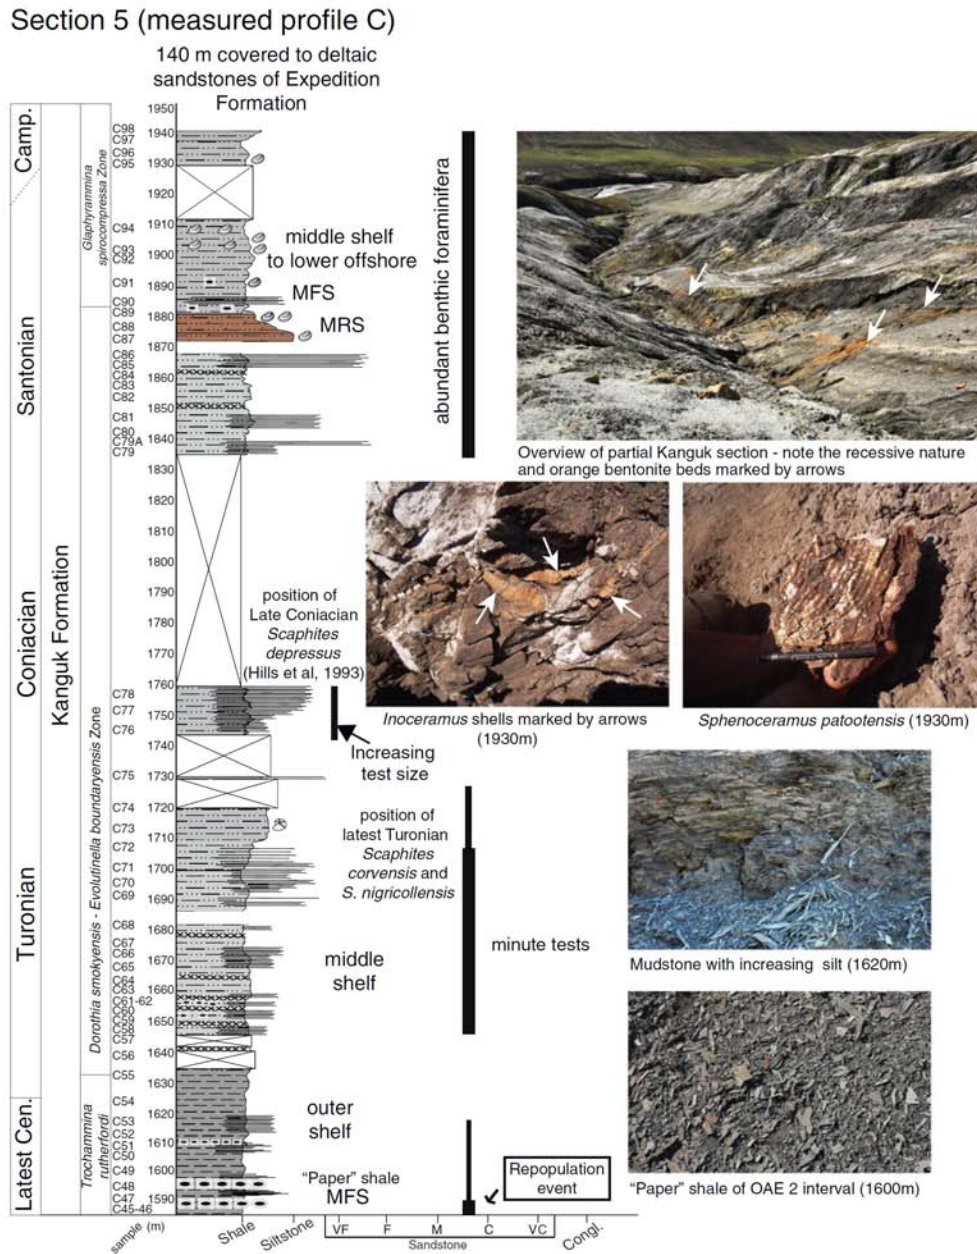 Section 5 (measured profile C)
140 m covered to deltaic
sandstones of Expedition
Formation
Camp.
Santonian
Coniacian
Turonian
Latest Cen.
Kanguk Formation
Glaphyrammina
spirocompressa Zone
Dorothia smokyensis - Evolutinella boundaryensis Zone
Trochammina
rutherfordi
C98
C97
C96
C95
C94
C93
C92
C91
C90
C89
C88
C87
C86
C85
C84
C83
C82
C81
C80
C79A
C79
C78
C77
C76
C75
C74
C73
C72
C71
C70
C69
C68
C67
C66
C65
C64
C63
C61-62
C60
C59
C58
C57
C56
C55
C54
C53
C52
C51
C50
C49
C48
C47
C45-46
1950
1940
1930
1920
1910
1900
1890
1880
1870
1860
1850
1840
1830
1820
1810
1800
1790
1780
1770
1760
1750
1740
1730
1720
1710
1700
1690
1680
1670
1660
1650
1640
1630
1620
1610
1600
1590
sample (m)
Shale
Siltstone
VF
F
M
C
VC
Sandstone
Congl.
middle shelf
to lower offshore
MFS
MRS
abundant benthic foraminifera
position of
Late Coniacian
Scaphites
depressus
(Hills et al, 1993)
Increasing
test size
position of
latest Turonian
Scaphites
corvensis and
S. nigricollensis
middle
shelf
minute tests
outer
shelf
"Paper" shale
MFS
Repopulation
event
Overview of partial Kanguk section - note the recessive nature
and orange bentonite beds marked by arrows
Inoceramus shells marked by arrows
(1930m)
Sphenoceramus patootensis (1930m)
Mudstone with increasing silt (1620m)
"Paper" shale of OAE 2 interval (1600m)